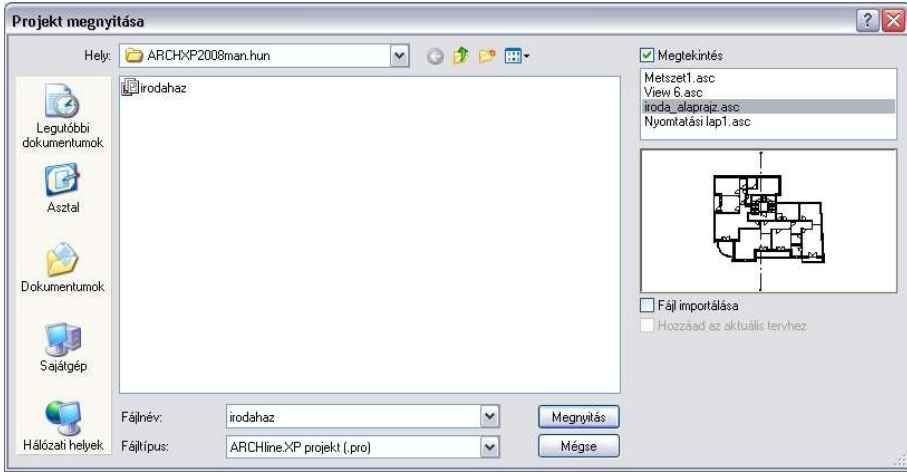 Projekt megnyitása
Hely: ARCHXP2008man.hun
Legutóbbi
dokumentumok
Asztal
Dokumentumok
Sajátgép
Hálózati helyek
irodahaz
Fájlnév: irodahaz
Fájltípus: ARCHline.XP projekt (.pro)
Megnyitás
Mégse
Megtekintés
Metszet1.asc
View 6.asc
iroda_alaprajz.asc
Nyomtatási lap1.asc
Fájl importálása
Hozzáad az aktuális tervhez